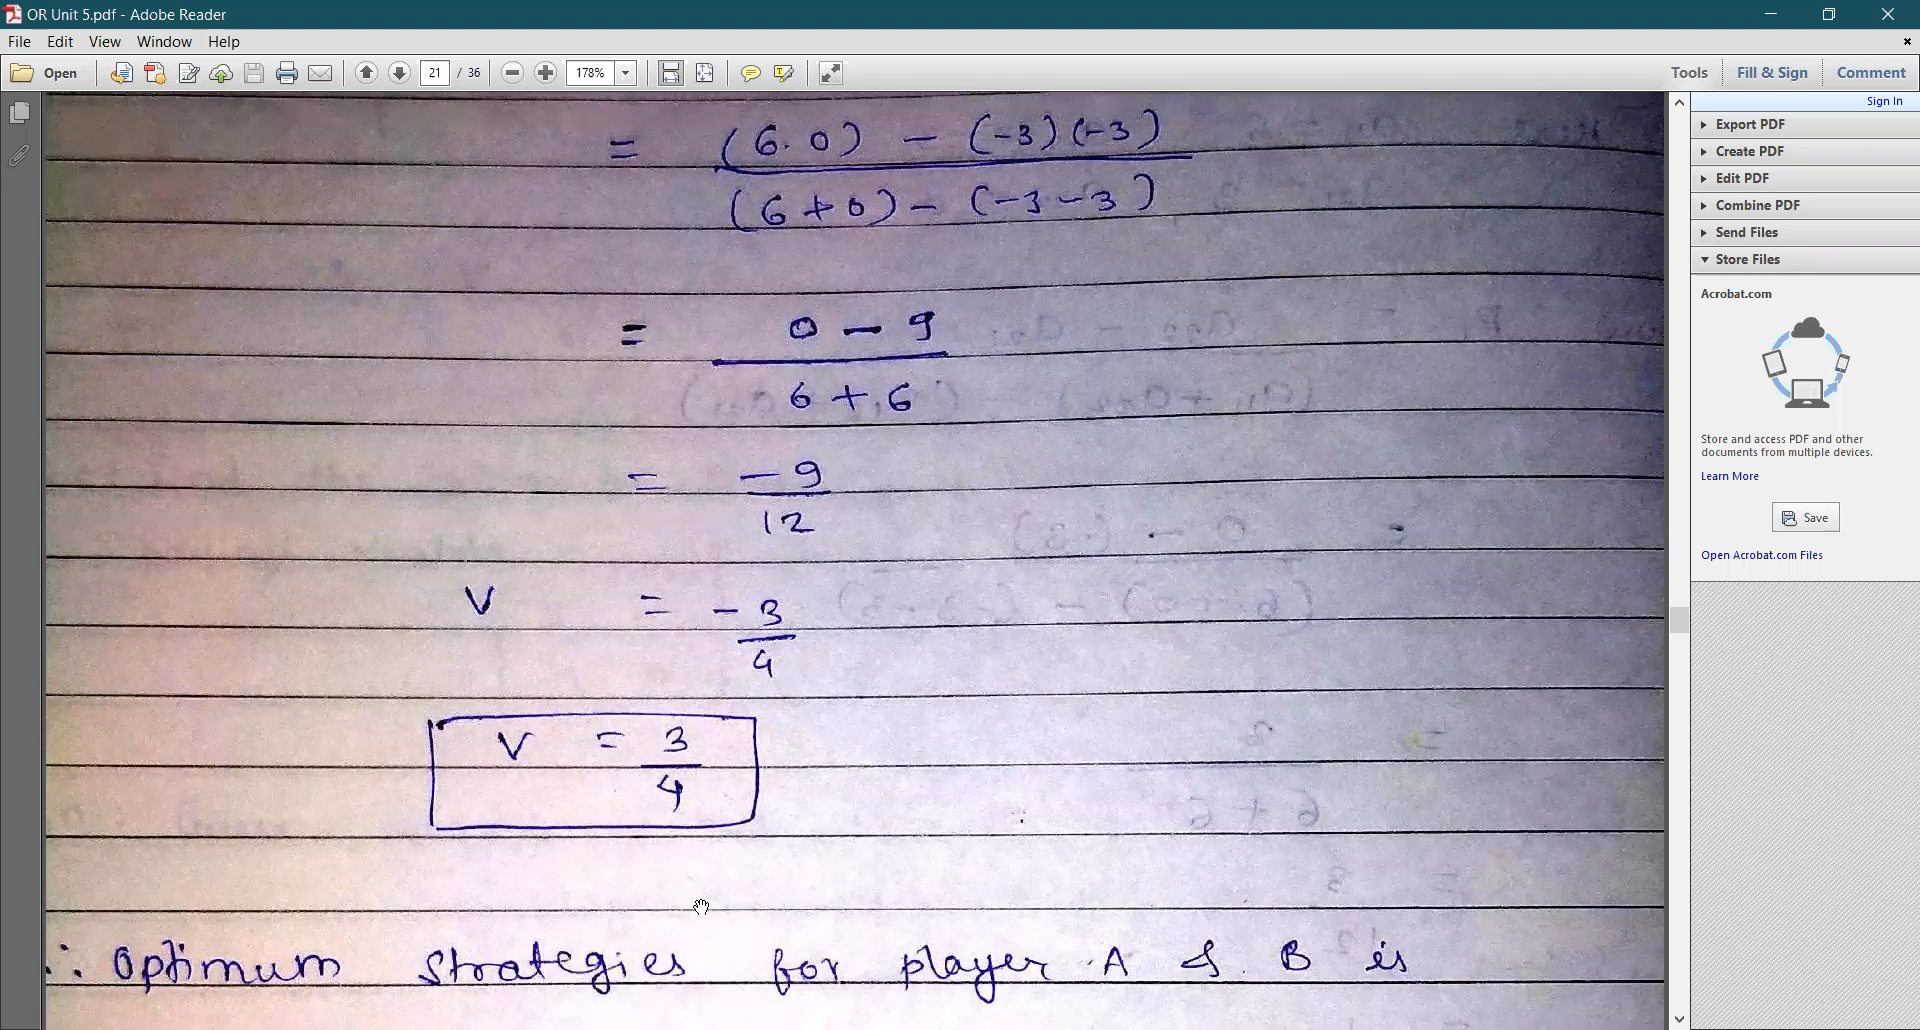 OR Unit 5.pdf - Adobe Reader
File Edit View Window Help
Open 21 / 36 178% Tools Fill & Sign Comment
Sign In
Export PDF
Create PDF
Edit PDF
Combine PDF
Send Files
Store Files
Acrobat.com
Store and access PDF and other
documents from multiple devices.
Learn More
Save
Open Acrobat.com Files
= (6.0) - (-3)(-3)
(6+0) - (-3-3)
= 0 - 9
6 + 6
= -9
12
V = -3
4
V = 3
4
∴ Optimum strategies for player A & B is